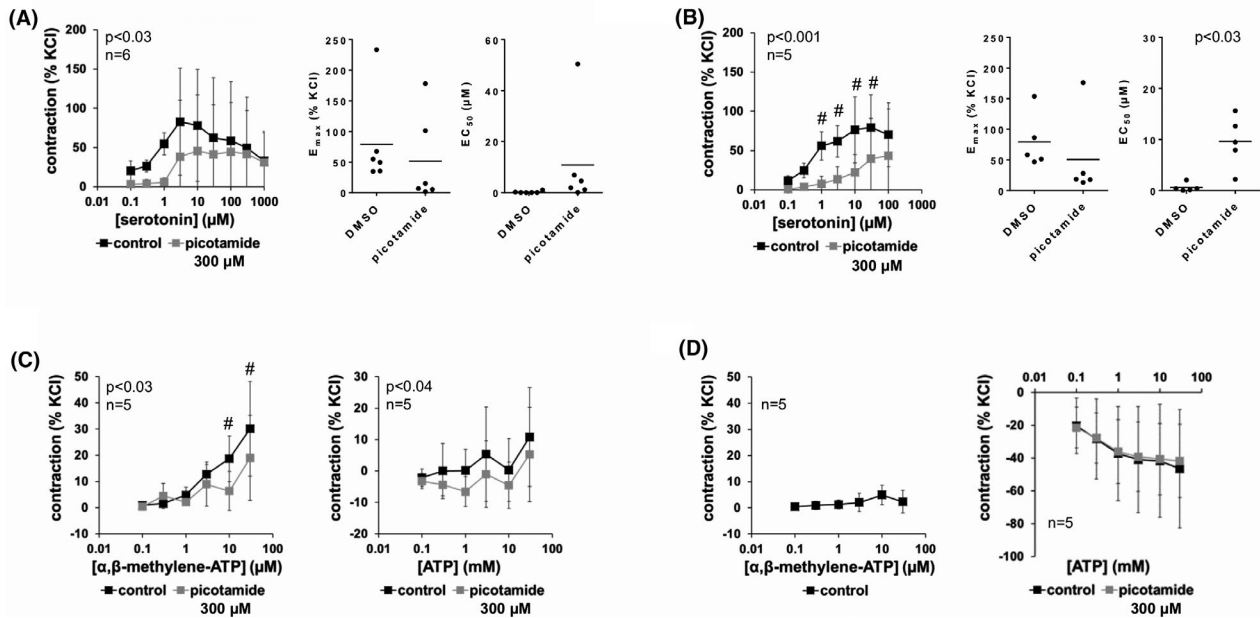 (A)
contraction (% KCl)
200
150
100
50
0
p<0.03
n=6
0.01 0.1 1 10 100 1000
[serotonin] (µM)
control picotamide
300 µM
Emax (% KCl)
250
200
150
100
50
0
DMSO
picotamide
EC50 (µM)
60
40
20
0
DMSO
picotamide
(B)
contraction (% KCl)
200
150
100
50
0
p<0.001
n=5
# # # #
0.01 0.1 1 10 100 1000
[serotonin] (µM)
control picotamide
300 µM
Emax (% KCl)
250
200
150
100
50
0
DMSO
picotamide
EC50 (µM)
30
20
10
0
p<0.03
DMSO
picotamide
(C)
contraction (% KCl)
50
40
30
20
10
0
-10
p<0.03
n=5
# #
0.01 0.1 1 10 100
[α,β-methylene-ATP] (µM)
control picotamide
300 µM
contraction (% KCl)
30
20
10
0
-10
-20
p<0.04
n=5
0.01 0.1 1 10 100
[ATP] (mM)
control picotamide
300 µM
(D)
contraction (% KCl)
50
40
30
20
10
0
-10
n=5
0.01 0.1 1 10 100
[α,β-methylene-ATP] (µM)
control
0.01 0.1 1 10 100
contraction (% KCl)
0
-20
-40
-60
-80
-100
n=5
[ATP] (mM)
control picotamide
300 µM